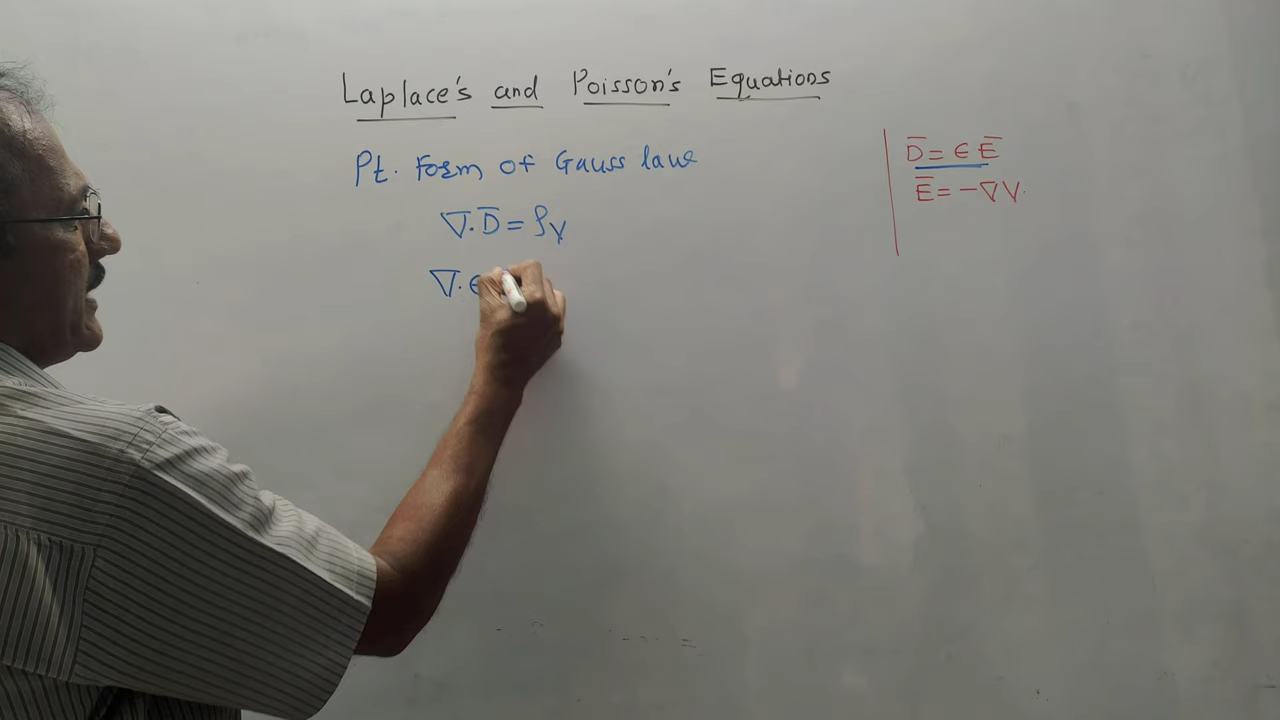 Laplace's and Poisson's Equations
Pt. Form of Gauss law
∇·D̅ = ρv
∇·ϵ
D̅ = ϵ E̅
E̅ = -∇V.